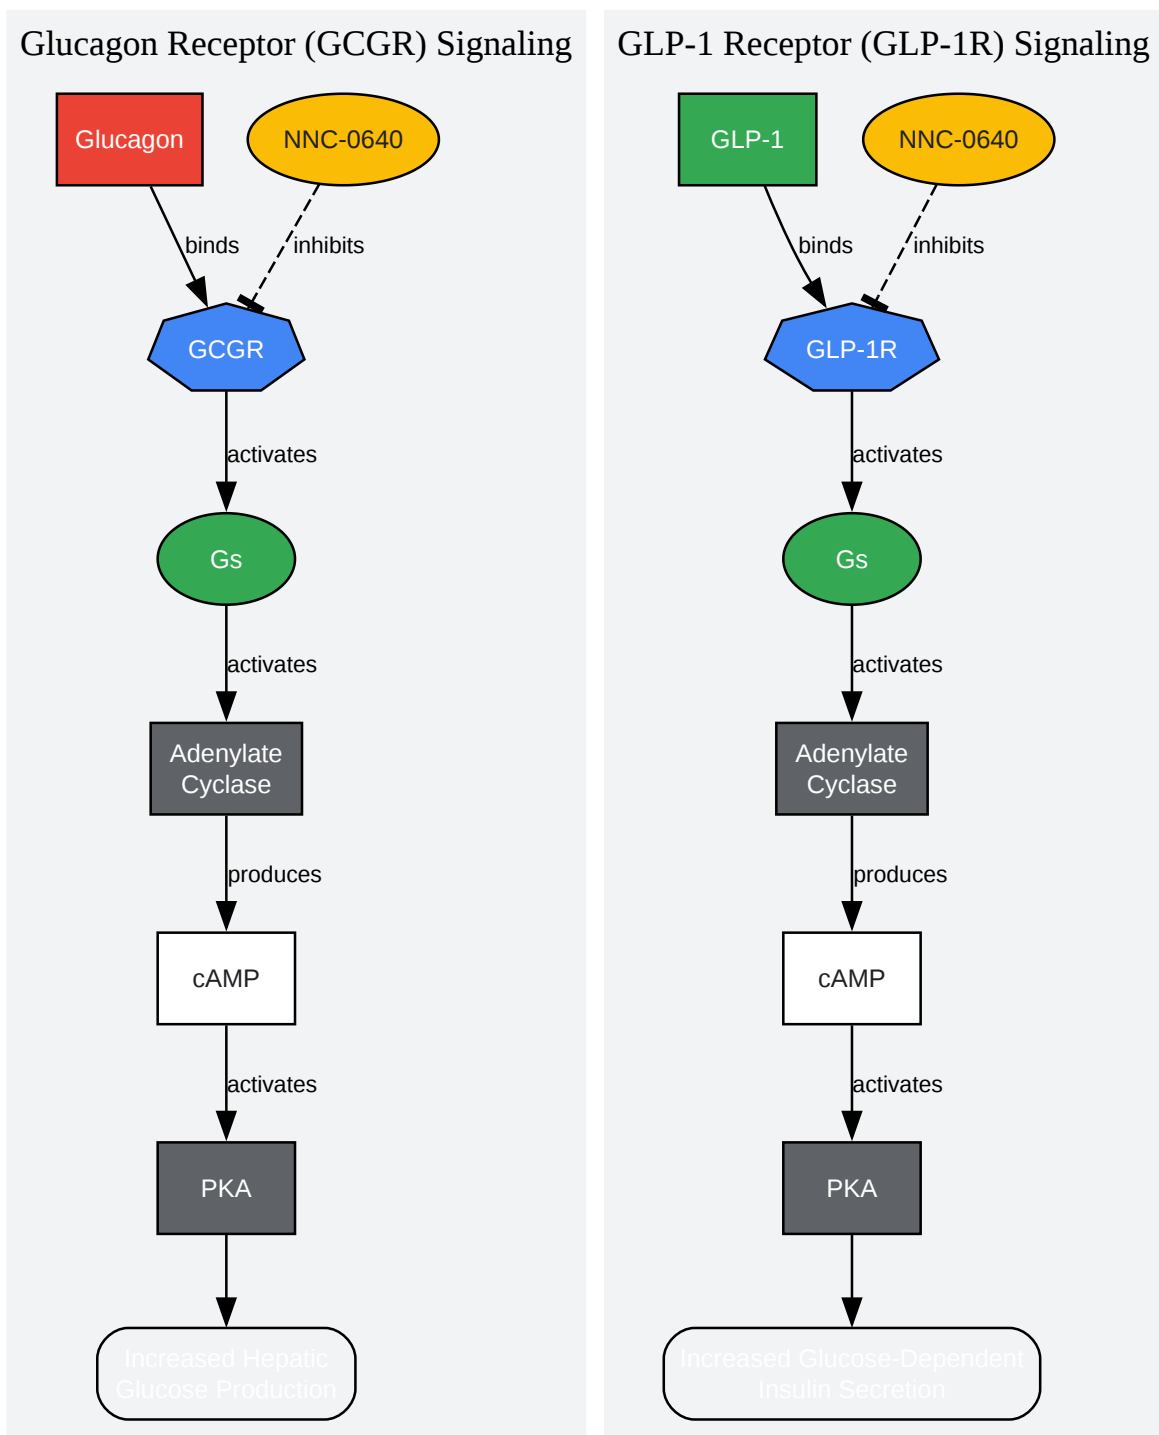 Glucagon Receptor (GCGR) Signaling
Glucagon
NNC-0640
binds
inhibits
GCGR
activates
Gs
activates
Adenylate
Cyclase
produces
cAMP
activates
PKA
Increased Hepatic
Glucose Production
GLP-1 Receptor (GLP-1R) Signaling
GLP-1
NNC-0640
binds
inhibits
GLP-1R
activates
Gs
activates
Adenylate
Cyclase
produces
cAMP
activates
PKA
Increased Glucose-Dependent
Insulin Secretion